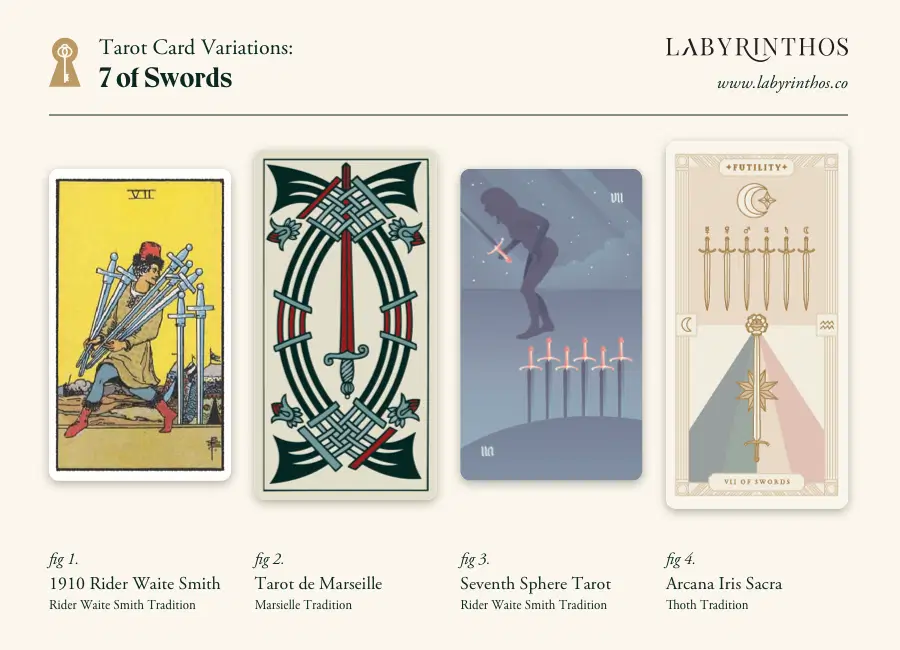 Tarot Card Variations:
7 of Swords
LABYRINTHOS
www.labyrinthos.co
VII
VII
VII
✦FUTILITY✦
☿ ♀ ♂ ♃ ♄ ☾
VII OF SWORDS
fig 1.
1910 Rider Waite Smith
Rider Waite Smith Tradition
fig 2.
Tarot de Marseille
Marsielle Tradition
fig 3.
Seventh Sphere Tarot
Rider Waite Smith Tradition
fig 4.
Arcana Iris Sacra
Thoth Tradition